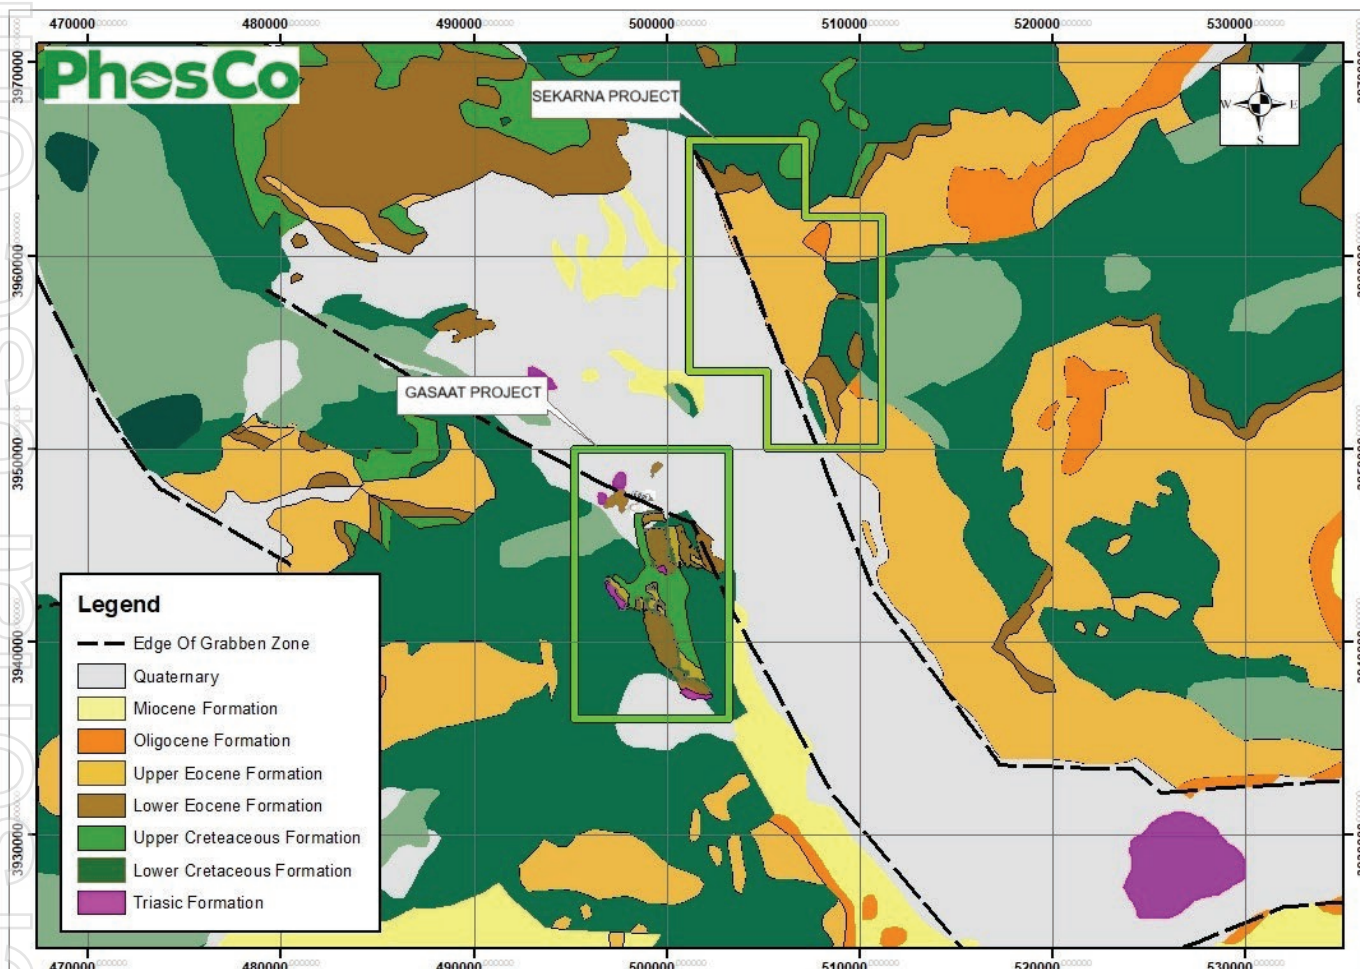 470000 480000 490000 500000 510000 520000 530000
PhosCo
SEKARNA PROJECT
N
W E
S
3970000
3960000
GASAAT PROJECT
3950000
3940000
3930000
Legend
Edge Of Grabben Zone
Quaternary
Miocene Formation
Oligocene Formation
Upper Eocene Formation
Lower Eocene Formation
Upper Creteaceous Formation
Lower Cretaceous Formation
Triasic Formation
470000 480000 490000 500000 510000 520000 530000